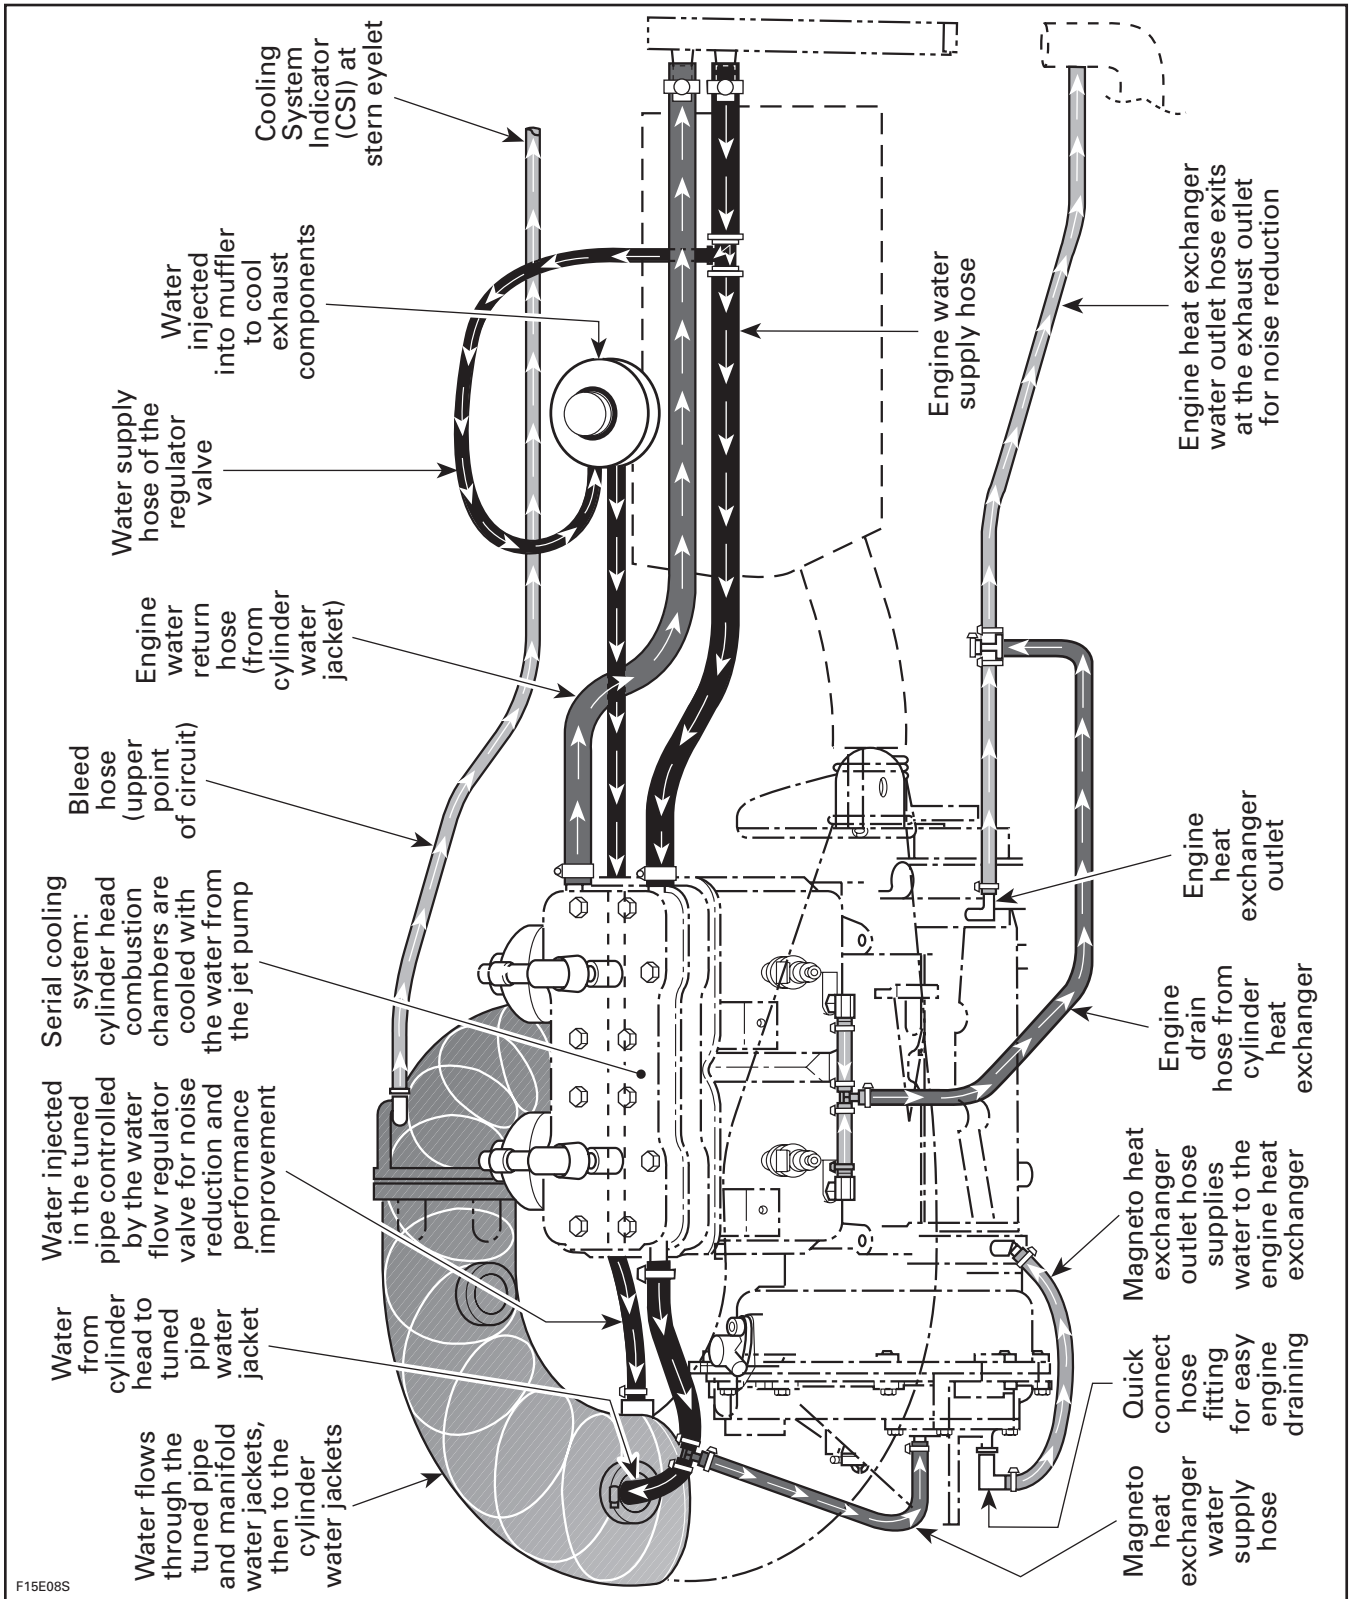 Cooling
System
Indicator
(CSI) at
stern eyelet
Water
injected
into muffler
to cool
exhaust
components
Water supply
hose of the
regulator
valve
Engine
water
return
hose
(from
cylinder
water
jacket)
Bleed
hose
(upper
point
of circuit)
Serial cooling
system:
cylinder head
combustion
chambers are
cooled with
the water from
the jet pump
Water injected
in the tuned
pipe controlled
by the water
flow regulator
valve for noise
reduction and
performance
improvement
Water
from
cylinder
head to
tuned
pipe
water
jacket
Water flows
through the
tuned pipe
and manifold
water jackets,
then to the
cylinder
water jackets
Engine water
supply hose
Engine heat exchanger
water outlet hose exits
at the exhaust outlet
for noise reduction
Engine
heat
exchanger
outlet
Engine
drain
hose from
cylinder
heat
exchanger
Magneto heat
exchanger
outlet hose
supplies
water to the
engine heat
exchanger
Quick
connect
hose
fitting
for easy
engine
draining
Magneto
heat
exchanger
water
supply
hose
F15E08S